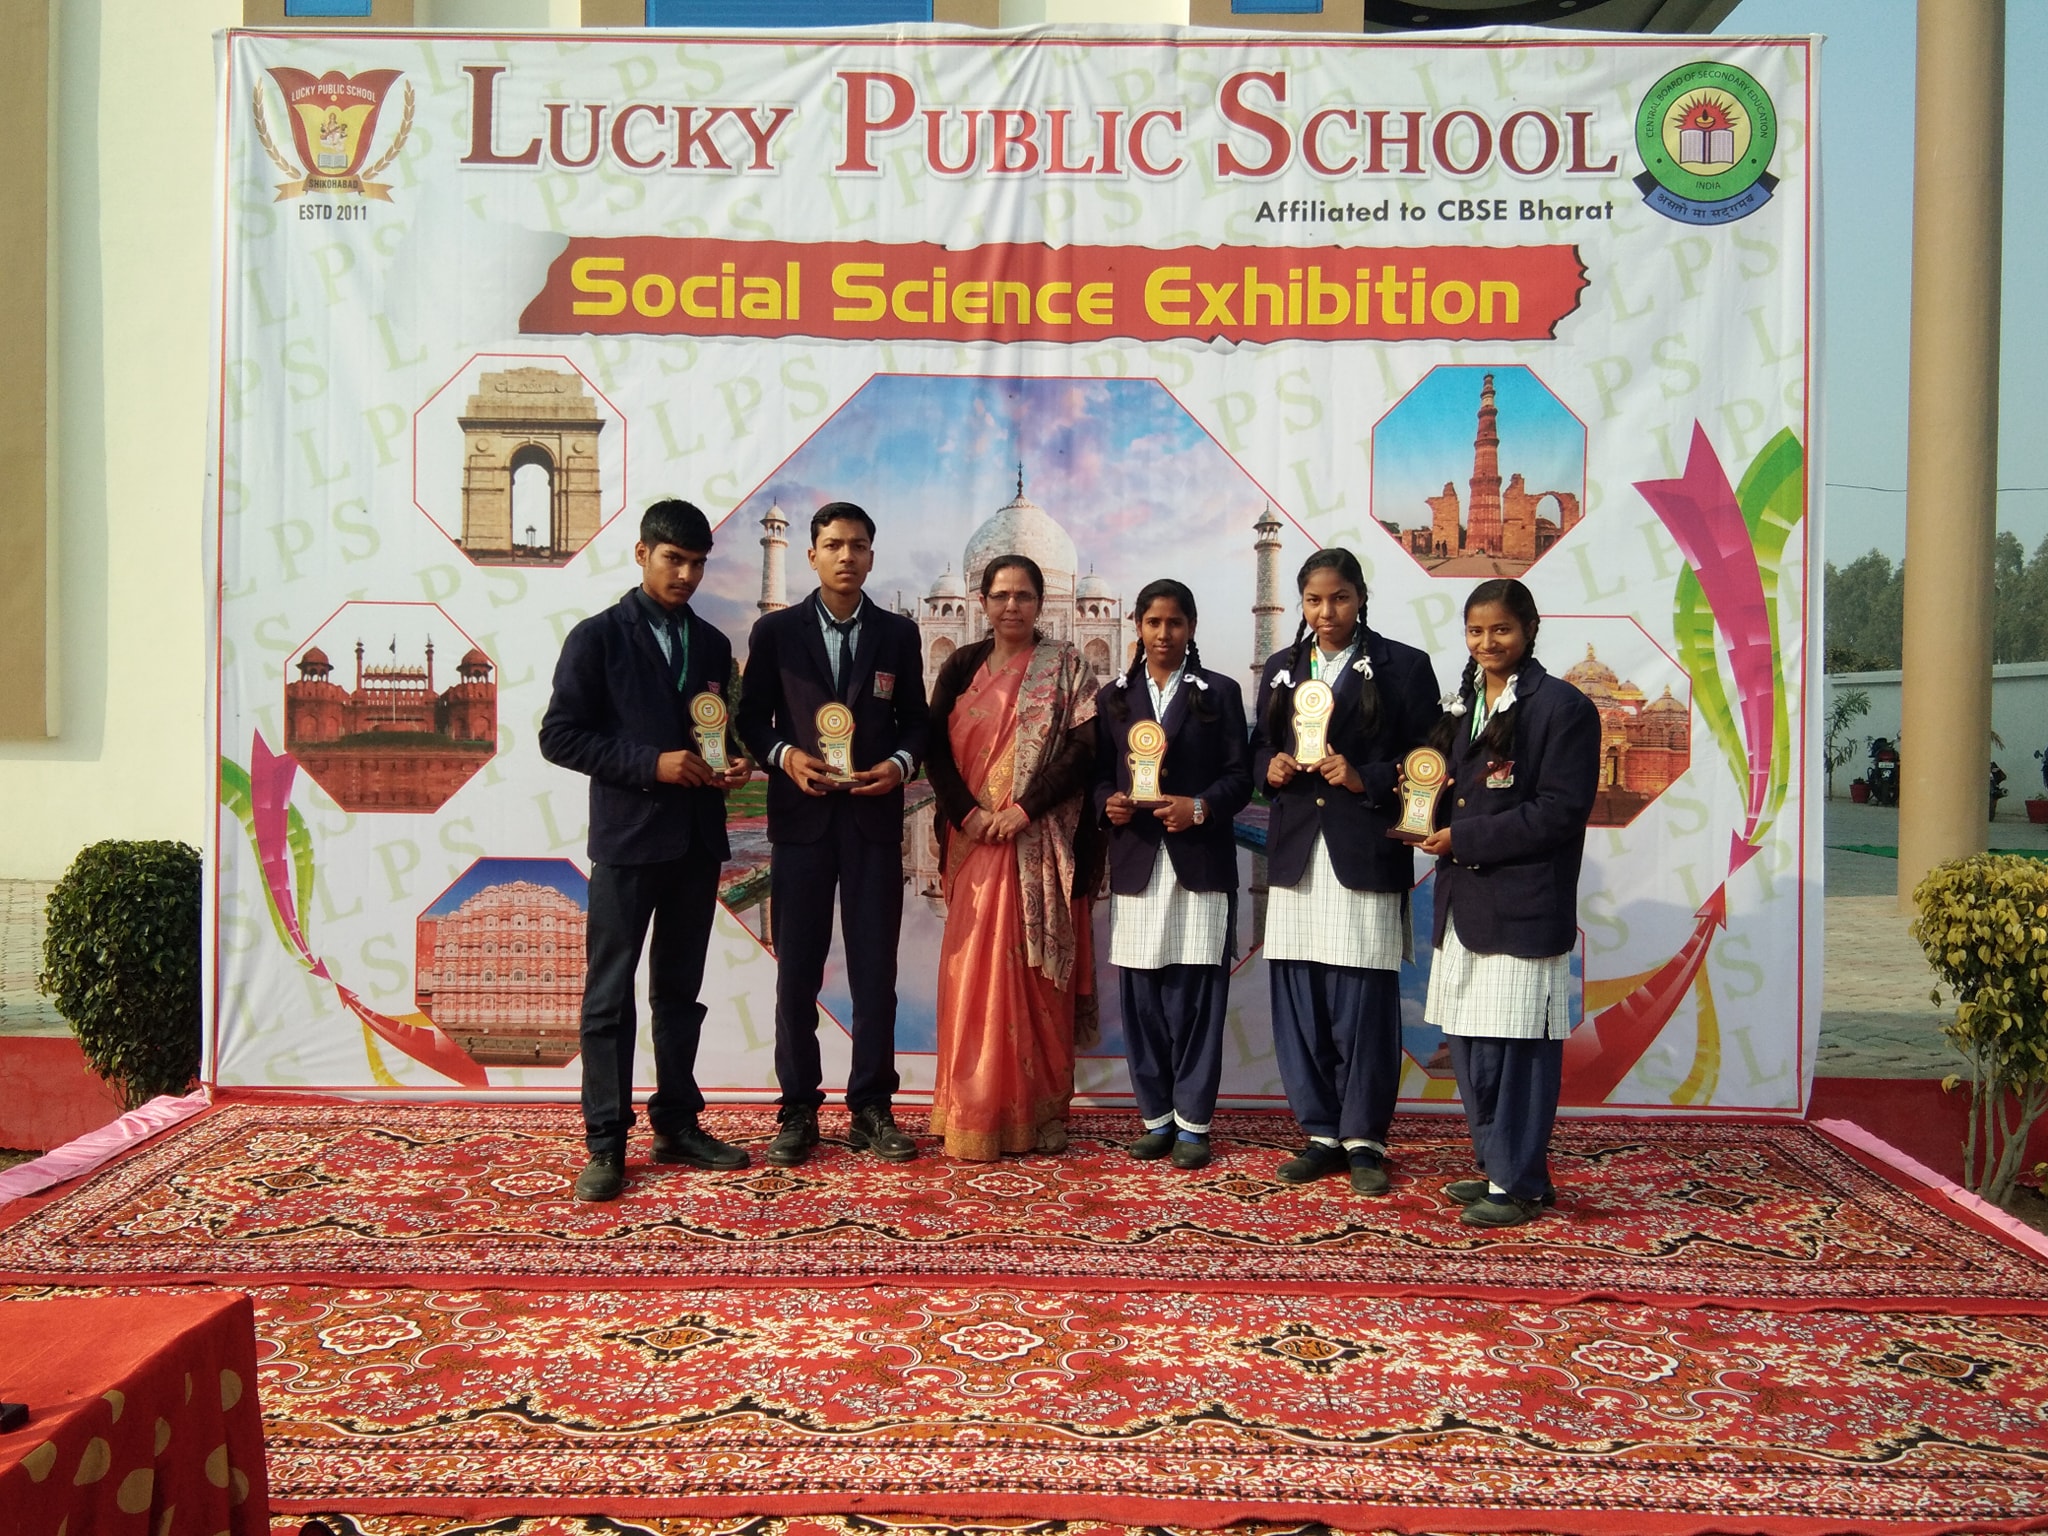 LUCKY PUBLIC SCHOOL
SHIKOHABAD
ESTD 2011
LUCKY PUBLIC SCHOOL
Affiliated to CBSE Bharat
CENTRAL BOARD OF SECONDARY EDUCATION
INDIA
असतो मा सद्गमय
Social Science Exhibition